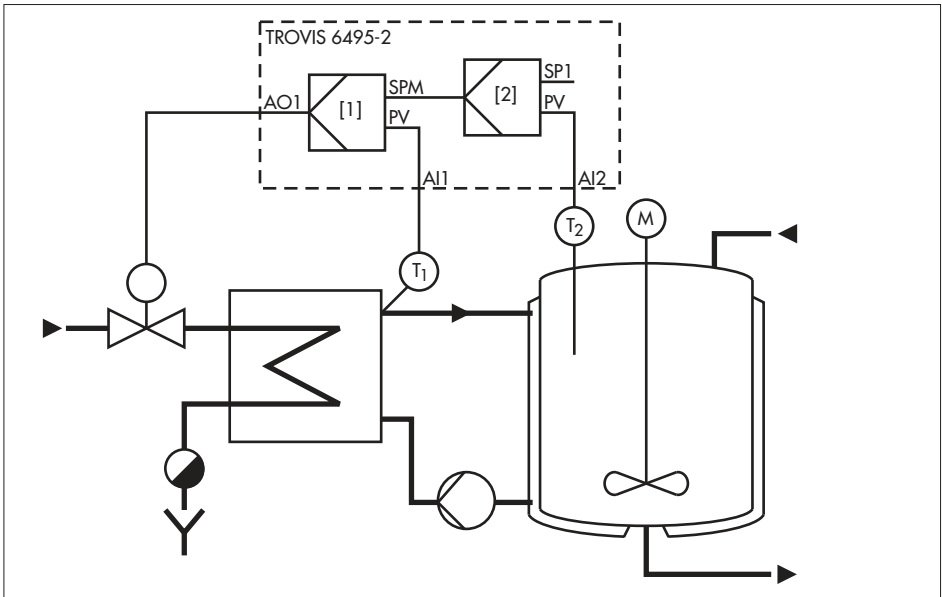 TROVIS 6495-2
SP1
SPM
[2]
AO1
[1]
PV
PV
AI1
AI2
T2
M
T1